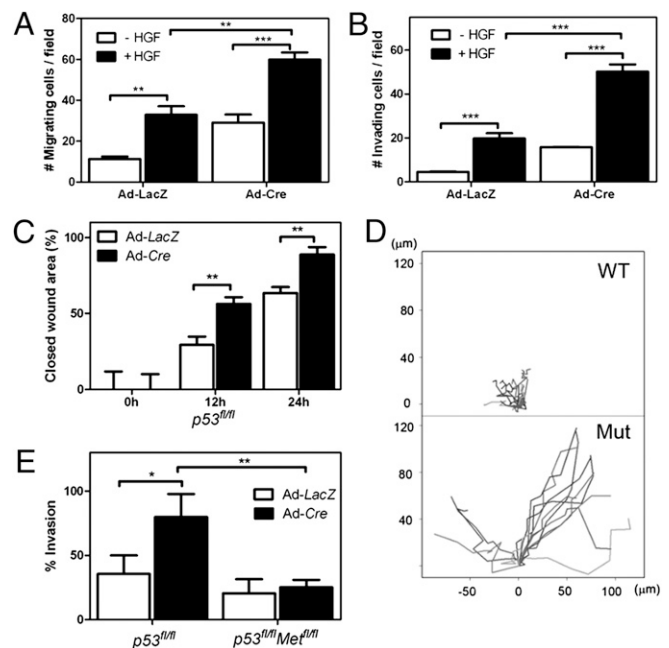 A
# Migrating cells / field
80
60
40
20
0
- HGF
+ HGF
**
**
***
Ad-LacZ
Ad-Cre
B
# Invading cells /field
60
40
20
0
- HGF
+ HGF
***
***
***
Ad-LacZ
Ad-Cre
C
Closed wound area (%)
100
50
0
Ad-LacZ
Ad-Cre
**
**
0h
12h
24h
p53fl/fl
D
(μm)
120
80
40
0
WT
120
80
40
Mut
-50
0
50
100
(μm)
E
% Invasion
100
50
0
*
**
Ad-LacZ
Ad-Cre
p53fl/fl
p53fl/flMetfl/fl